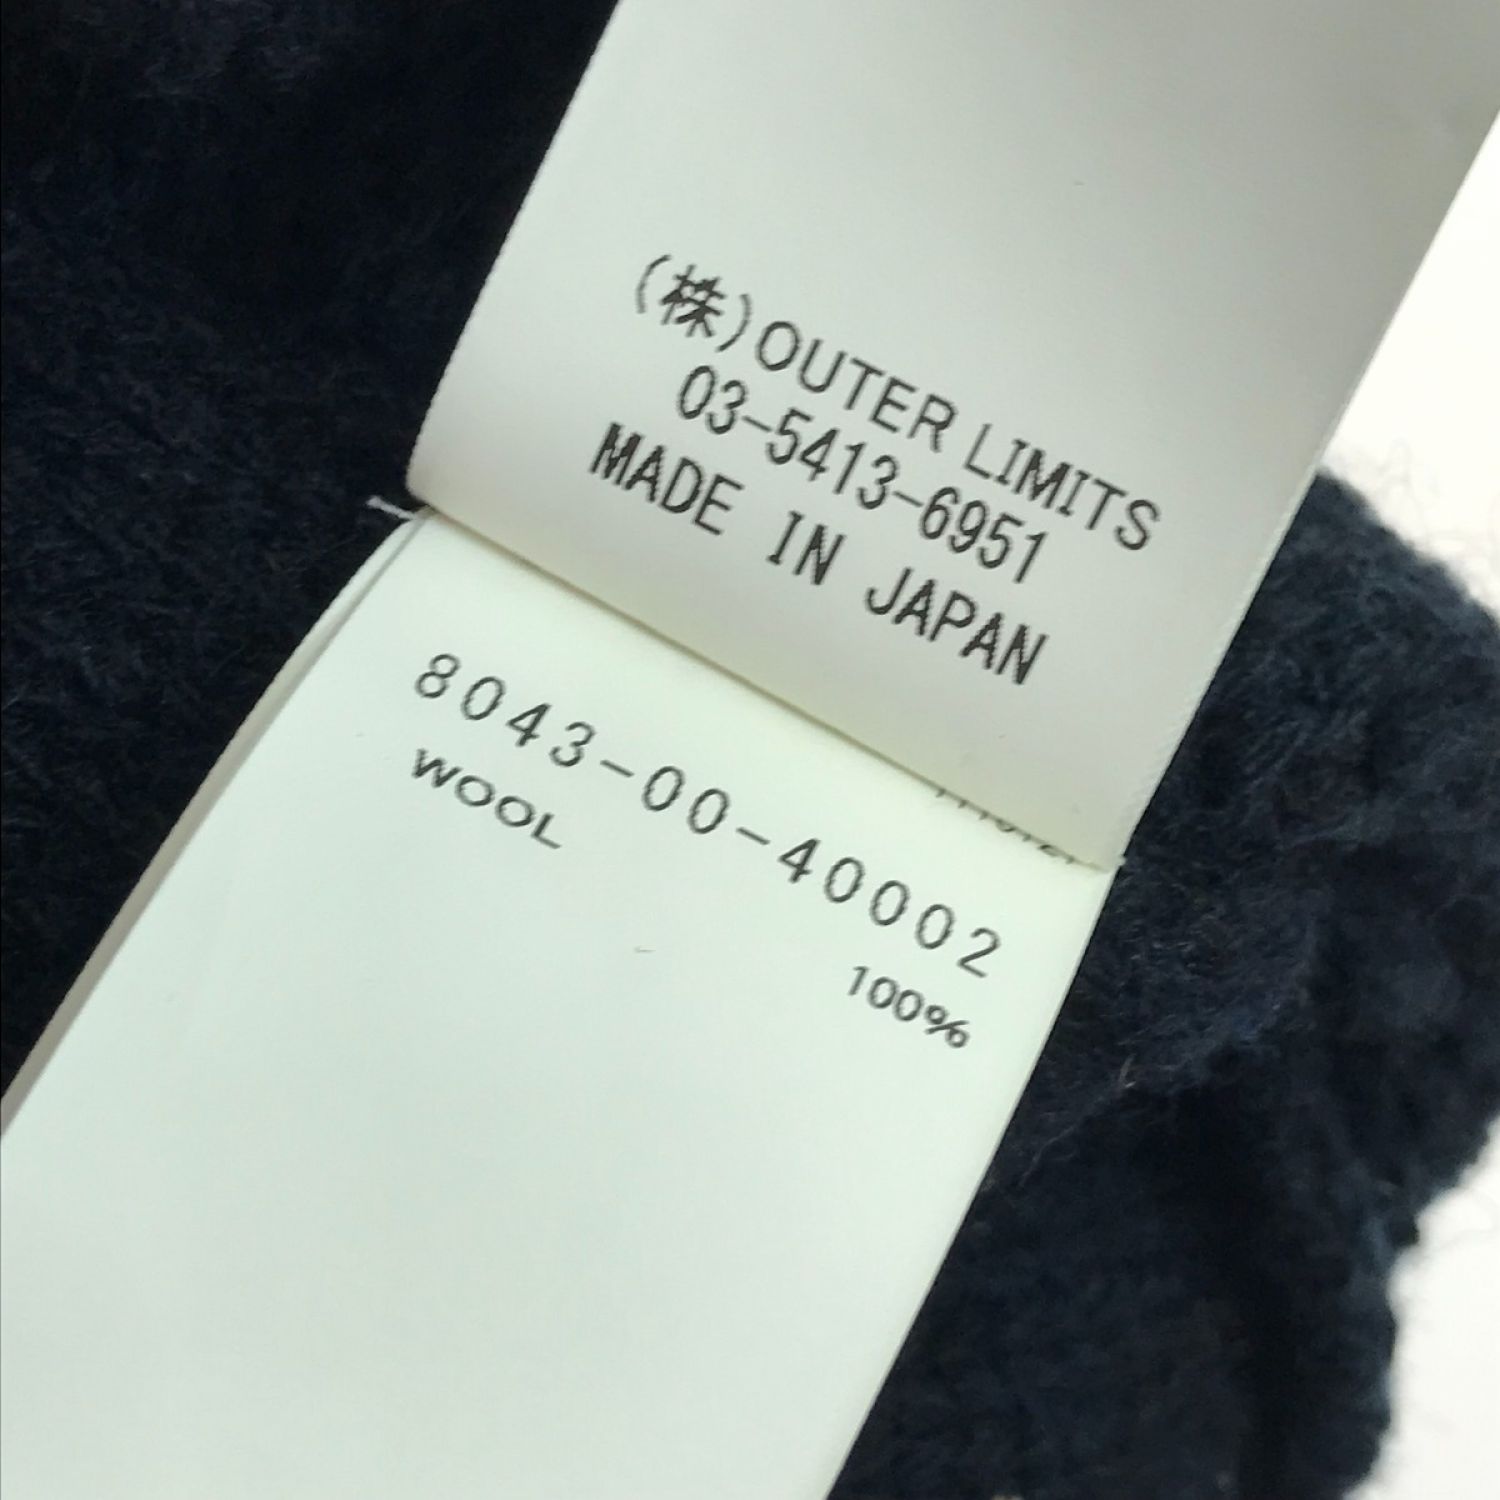 (株)OUTER LIMITS
03-5413-6951
MADE IN JAPAN
8043-00-40002
WOOL 100%